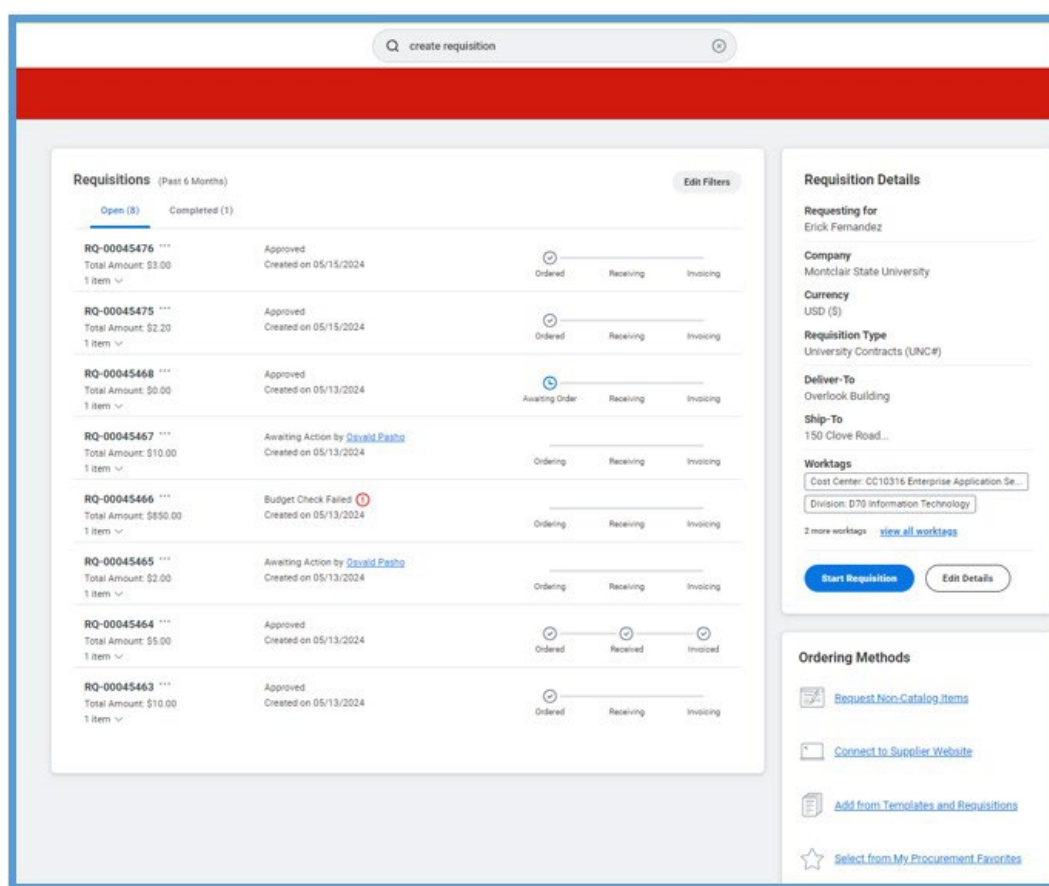 create requisition
Requisitions (Past 6 Months)
Edit Filters
Open (8) Completed (1)
RQ-00045476 ...
Total Amount: $3.00
1 item
Approved
Created on 05/15/2024
Ordered Receiving Invoicing
RQ-00045475 ...
Total Amount: $2.20
1 item
Approved
Created on 05/15/2024
Ordered Receiving Invoicing
RQ-00045468 ...
Total Amount: $0.00
1 item
Approved
Created on 05/13/2024
Awaiting Order Receiving Invoicing
RQ-00045467 ...
Total Amount: $10.00
1 item
Awaiting Action by Osvald Pasho
Created on 05/13/2024
Ordering Receiving Invoicing
RQ-00045466 ...
Total Amount: $850.00
1 item
Budget Check Failed
Created on 05/13/2024
Ordering Receiving Invoicing
RQ-00045465 ...
Total Amount: $2.00
1 item
Awaiting Action by Osvald Pasho
Created on 05/13/2024
Ordering Receiving Invoicing
RQ-00045464 ...
Total Amount: $5.00
1 item
Approved
Created on 05/13/2024
Ordered Received Invoiced
RQ-00045463 ...
Total Amount: $10.00
1 item
Approved
Created on 05/13/2024
Ordered Receiving Invoicing
Requisition Details
Requesting for
Erick Fernandez
Company
Montclair State University
Currency
USD ($)
Requisition Type
University Contracts (UNC#)
Deliver-To
Overlook Building
Ship-To
150 Clove Road...
Worktags
Cost Center: CC10316 Enterprise Application Se...
Division: D70 Information Technology
2 more worktags view all worktags
Start Requisition Edit Details
Ordering Methods
Request Non-Catalog Items
Connect to Supplier Website
Add from Templates and Requisitions
Select from My Procurement Favorites